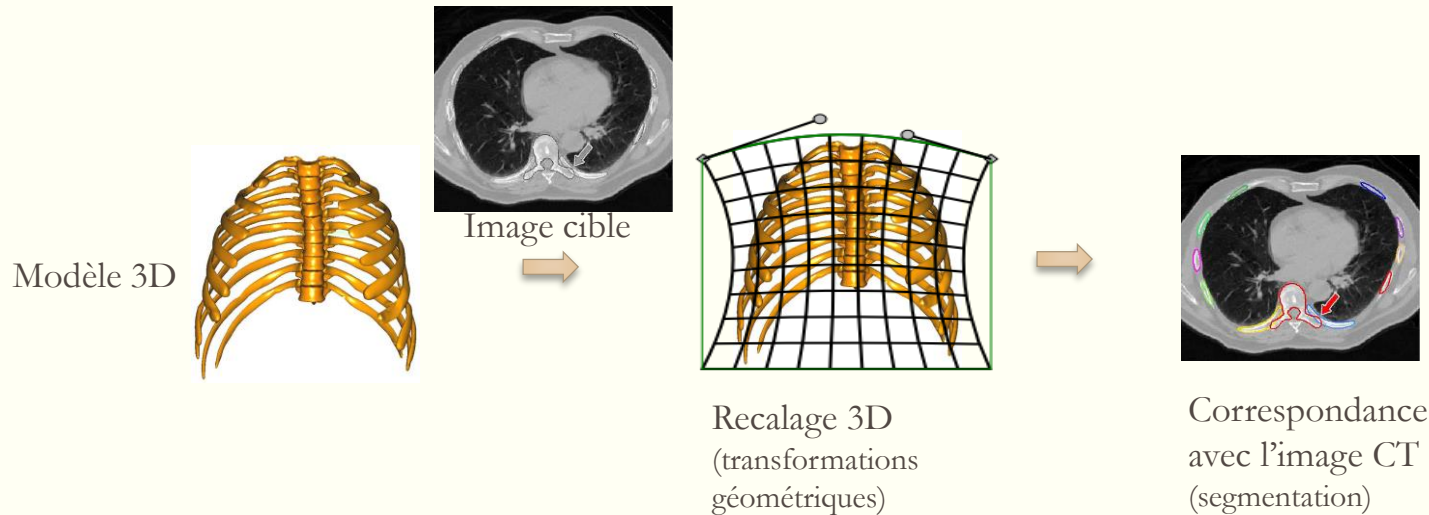 Modèle 3D
Image cible
Recalage 3D
(transformations
géométriques)
Correspondance
avec l’image CT
(segmentation)